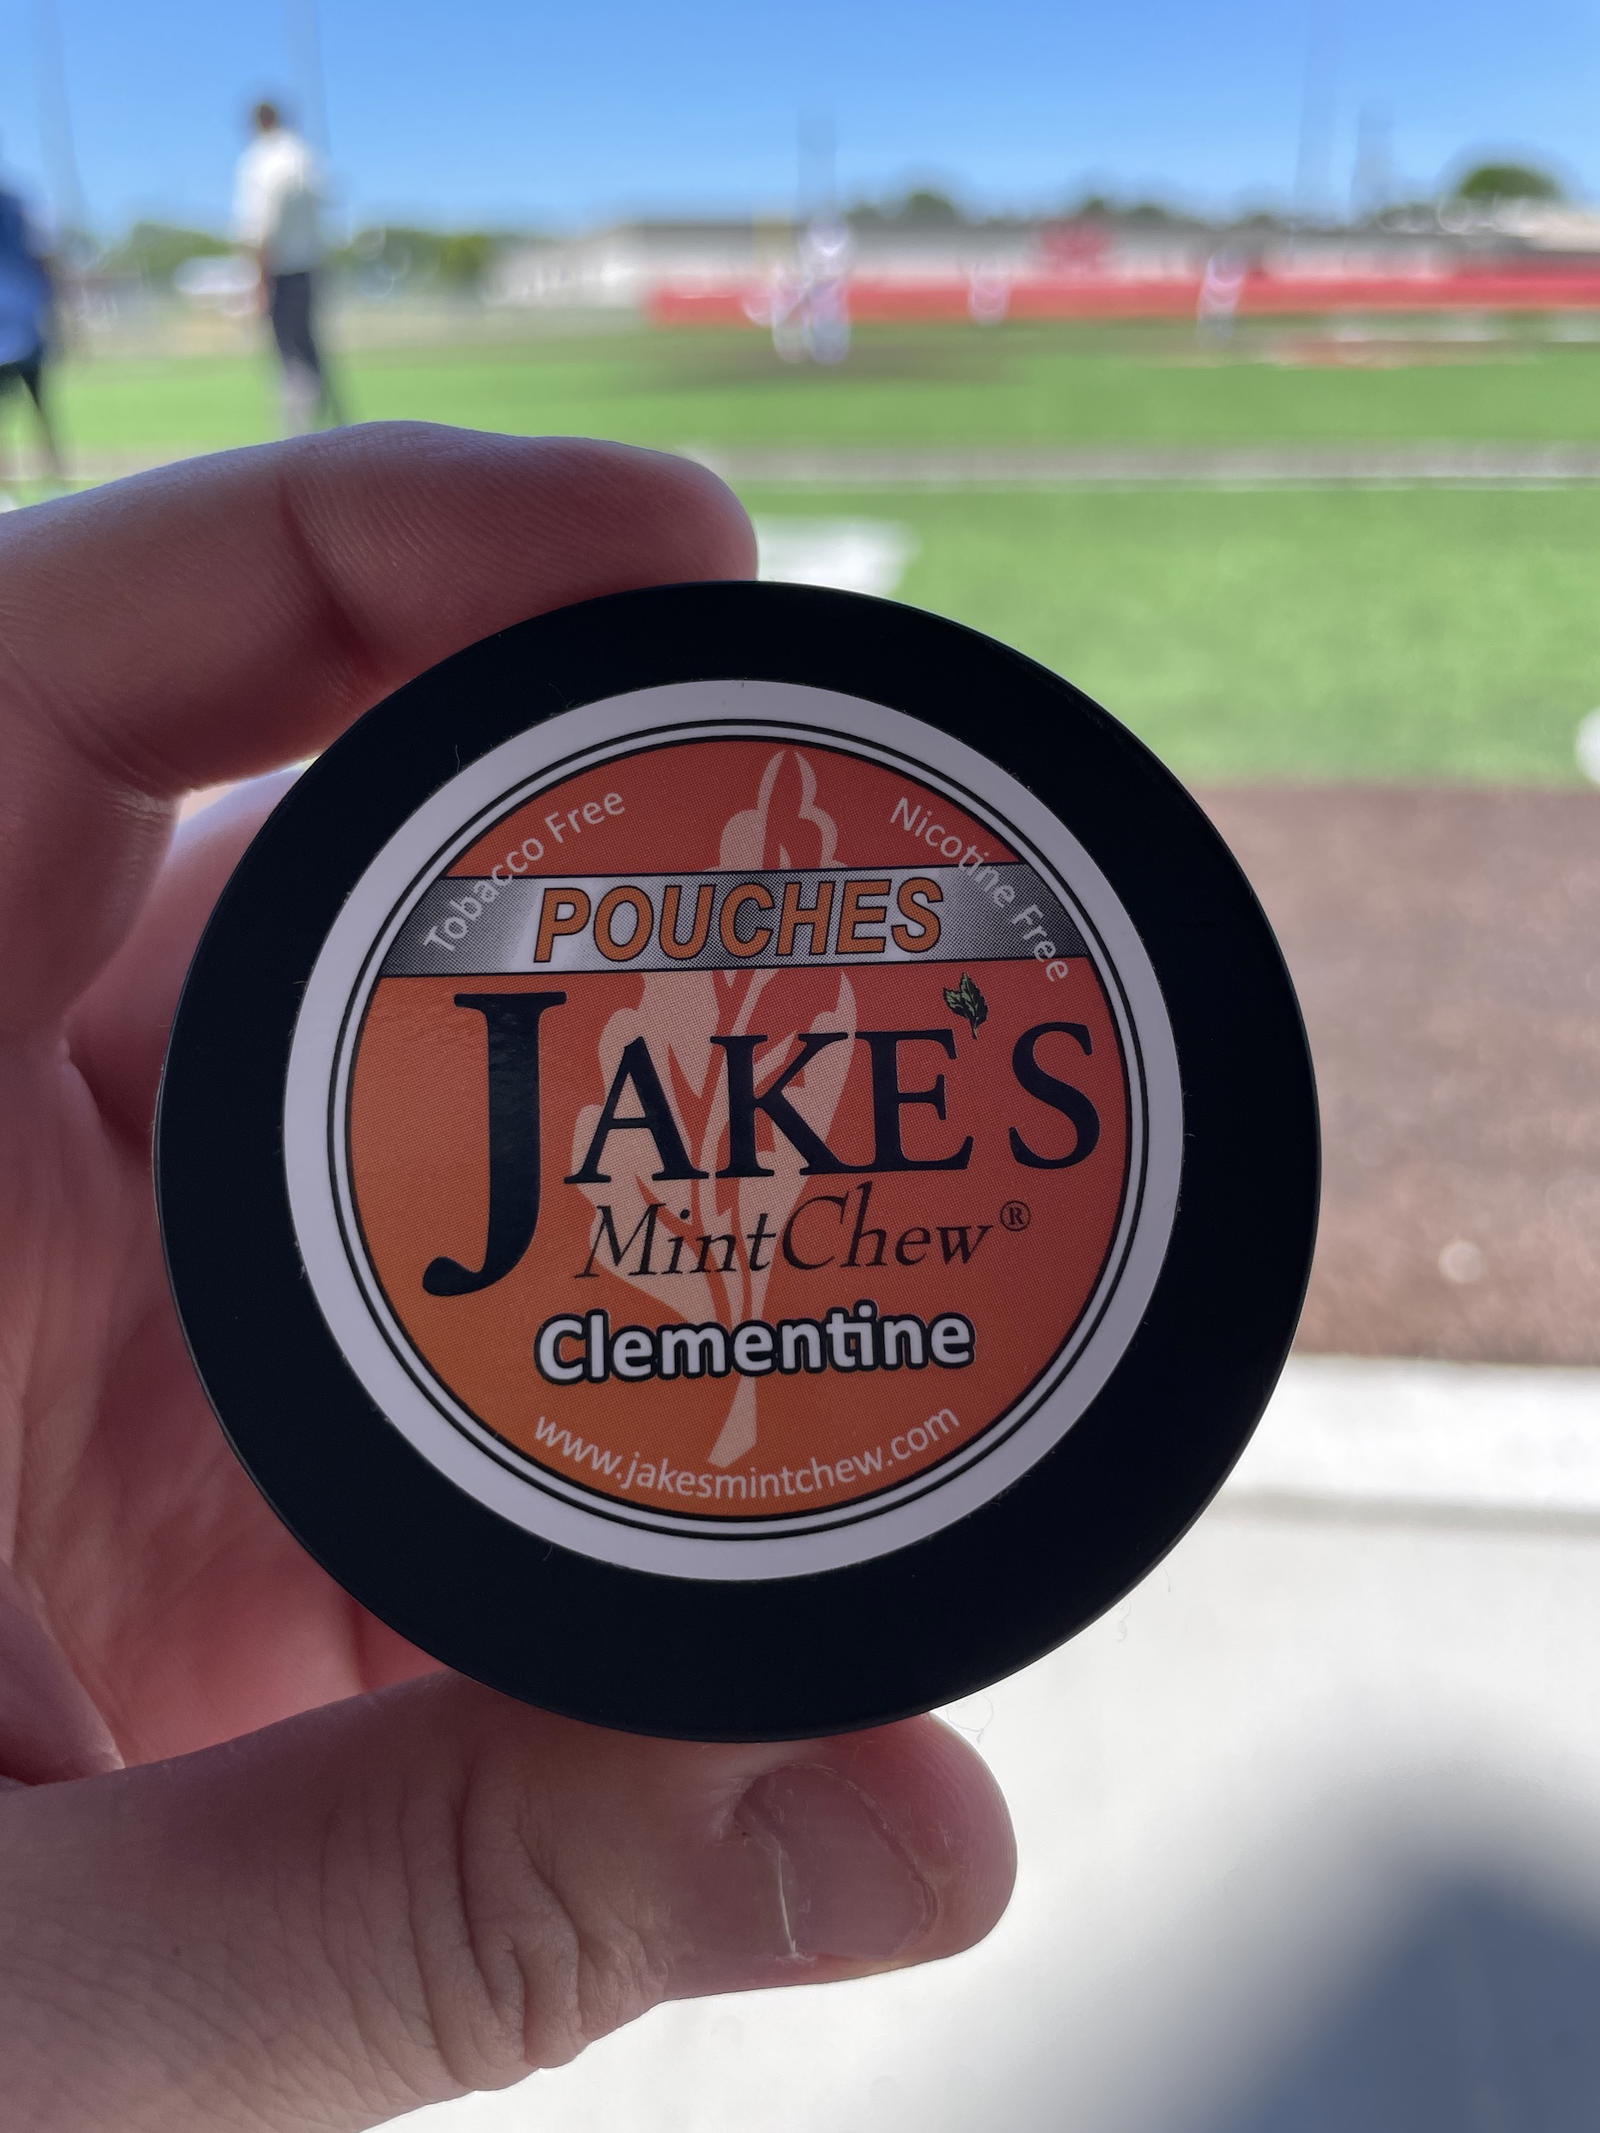 Tobacco Free
Nicotine Free
POUCHES
JAKE'S
MintChew®
Clementine
www.jakesmintchew.com